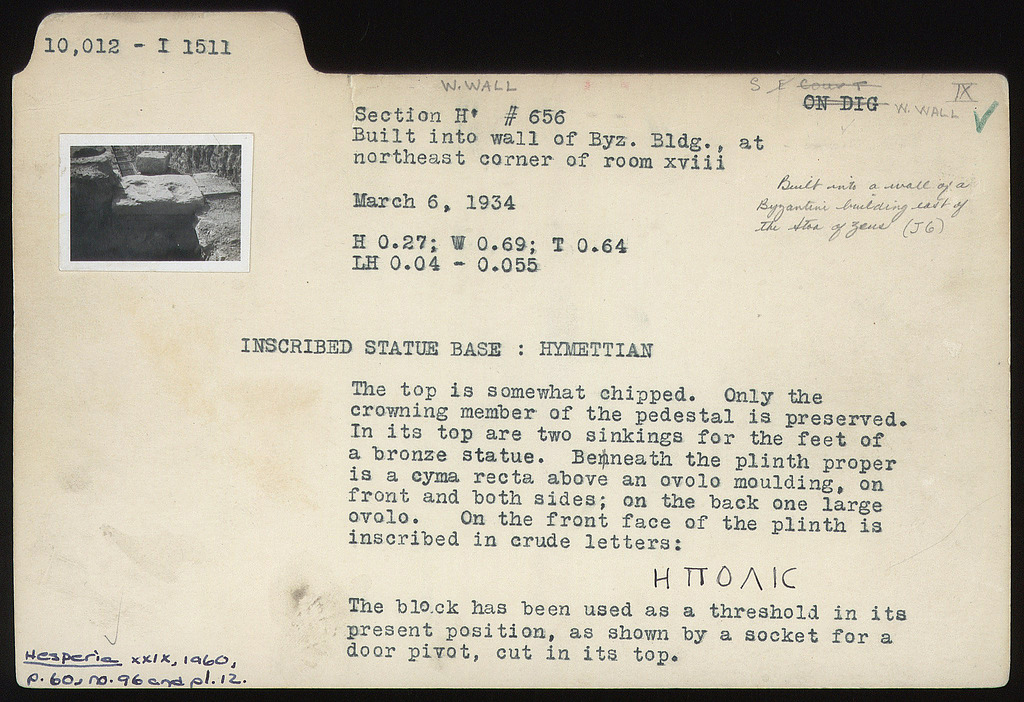 10,012 - I 1511
W. WALL
S E Court
ON DIG
W. WALL
IX
Section H' # 656
Built into wall of Byz. Bldg., at
northeast corner of room xviii
Built into a wall of a
Byzantine building east of
the stoa of Zeus (J6)
March 6, 1934
H 0.27; W 0.69; T 0.64
LH 0.04 - 0.055
INSCRIBED STATUE BASE : HYMETTIAN
The top is somewhat chipped. Only the
crowning member of the pedestal is preserved.
In its top are two sinkings for the feet of
a bronze statue. Beneath the plinth proper
is a cyma recta above an ovolo moulding, on
front and both sides; on the back one large
ovolo. On the front face of the plinth is
inscribed in crude letters:
Η ΠΟΛΙC
The block has been used as a threshold in its
present position, as shown by a socket for a
door pivot, cut in its top.
Hesperia xxix, 1960,
p. 60, no. 96 and pl. 12.